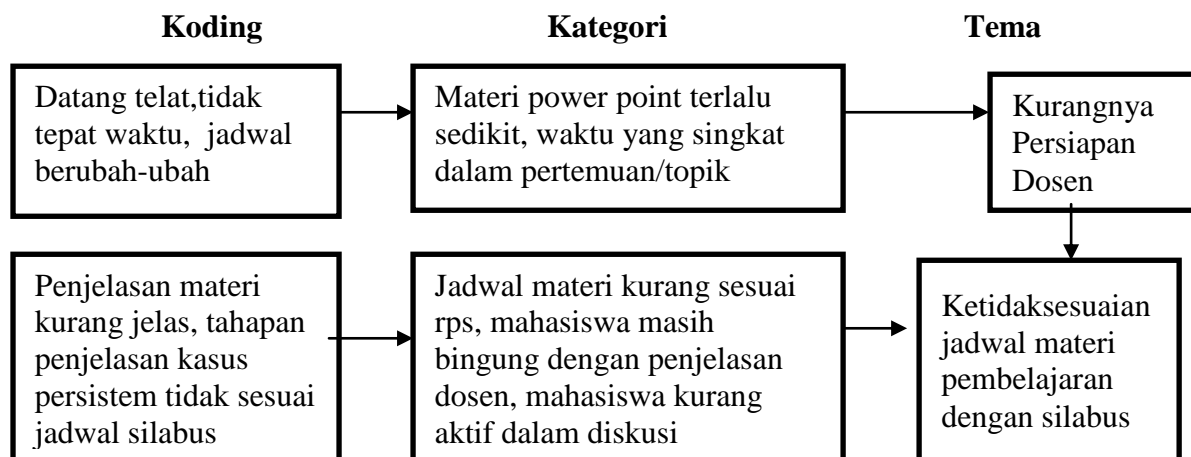 Koding Kategori Tema
Datang telat,tidak
tepat waktu, jadwal
berubah-ubah
Materi power point terlalu
sedikit, waktu yang singkat
dalam pertemuan/topik
Kurangnya
Persiapan
Dosen
Penjelasan materi
kurang jelas, tahapan
penjelasan kasus
persistem tidak sesuai
jadwal silabus
Jadwal materi kurang sesuai
rps, mahasiswa masih
bingung dengan penjelasan
dosen, mahasiswa kurang
aktif dalam diskusi
Ketidaksesuaian
jadwal materi
pembelajaran
dengan silabus